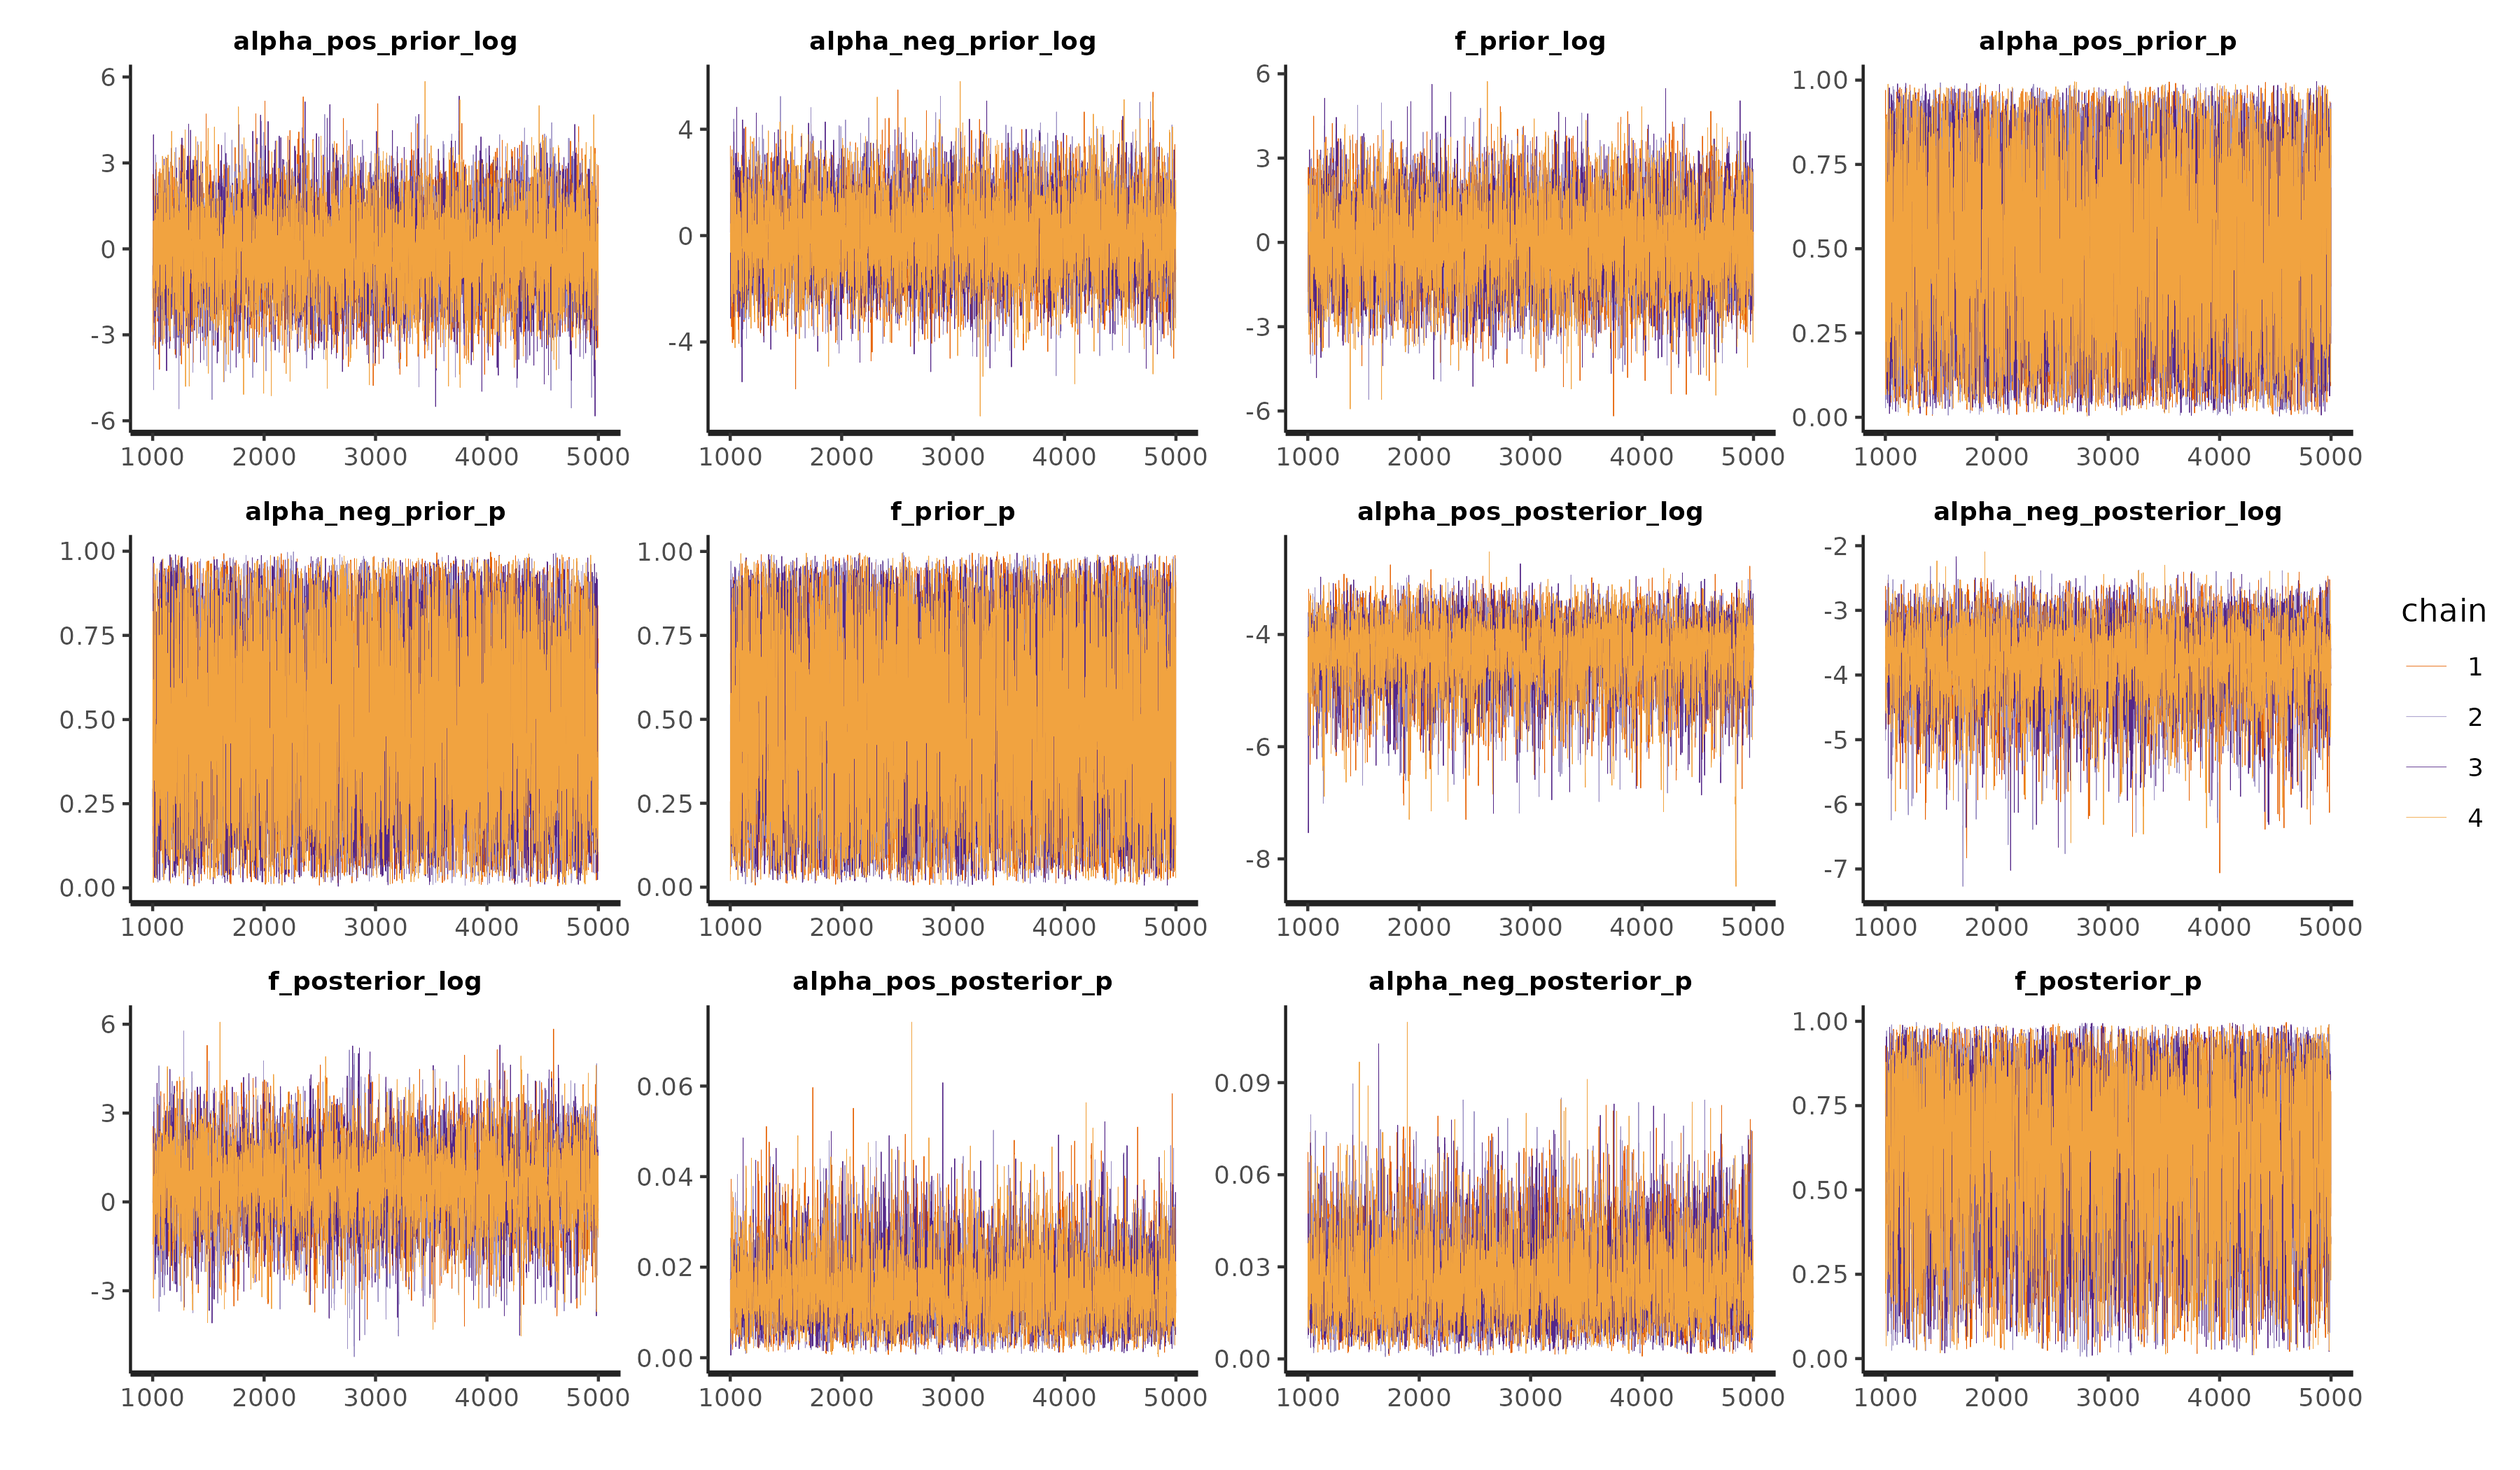 alpha_pos_prior_log alpha_neg_prior_log f_prior_log alpha_pos_prior_p
6 3 0 -3 -6
4 0 -4
6 3 0 -3 -6
1.00 0.75 0.50 0.25 0.00
1000 2000 3000 4000 5000 1000 2000 3000 4000 5000 1000 2000 3000 4000 5000 1000 2000 3000 4000 5000
alpha_neg_prior_p f_prior_p alpha_pos_posterior_log alpha_neg_posterior_log
1.00 0.75 0.50 0.25 0.00
1.00 0.75 0.50 0.25 0.00
-4 -6 -8
-2 -3 -4 -5 -6 -7
1000 2000 3000 4000 5000 1000 2000 3000 4000 5000 1000 2000 3000 4000 5000 1000 2000 3000 4000 5000
f_posterior_log alpha_pos_posterior_p alpha_neg_posterior_p f_posterior_p
6 3 0 -3
0.06 0.04 0.02 0.00
0.09 0.06 0.03 0.00
1.00 0.75 0.50 0.25 0.00
1000 2000 3000 4000 5000 1000 2000 3000 4000 5000 1000 2000 3000 4000 5000 1000 2000 3000 4000 5000
chain
1
2
3
4